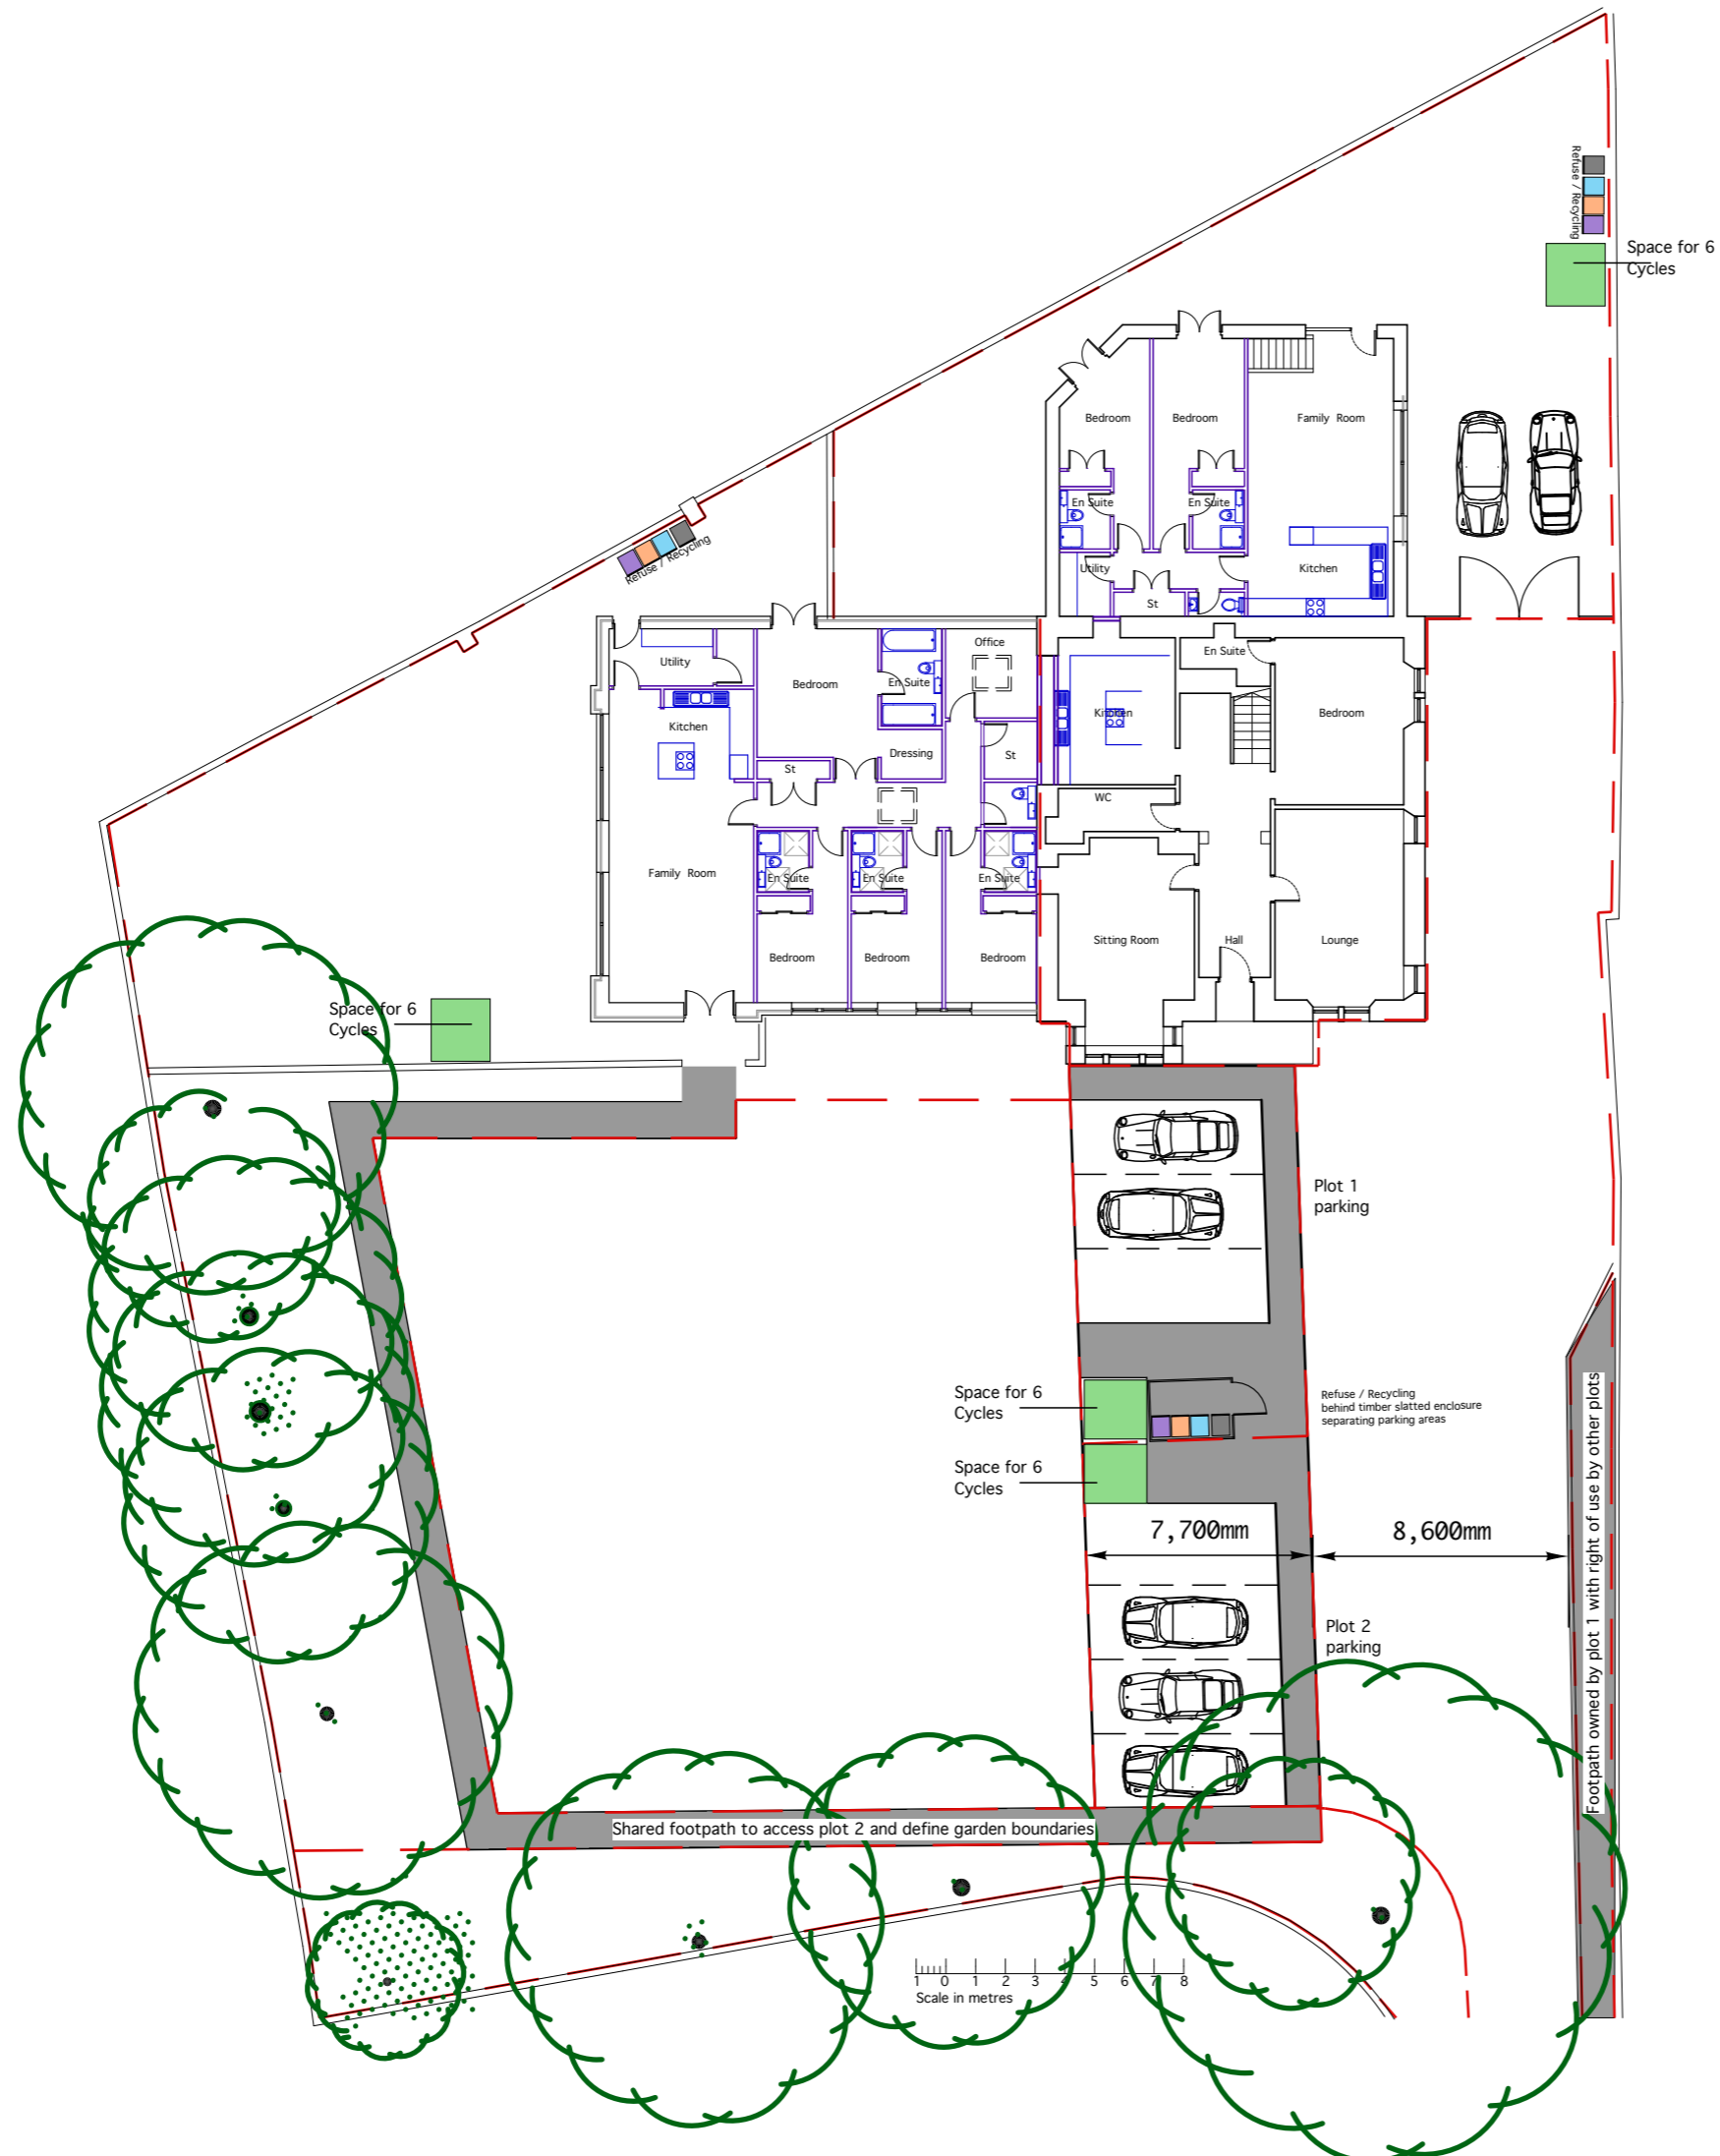 Refuse / Recycling
Space for 6
Cycles
Bedroom
Bedroom
Family Room
En Suite
En Suite
Utility
Kitchen
St
Refuse / Recycling
Office
En Suite
Utility
Bedroom
En Suite
Kitchen
Bedroom
Kitchen
Dressing
St
St
WC
Family Room
En Suite
En Suite
En Suite
Sitting Room
Hall
Lounge
Bedroom
Bedroom
Bedroom
Space for 6
Cycles
Plot 1
parking
Space for 6
Cycles
Refuse / Recycling
behind timber slatted enclosure
separating parking areas
Space for 6
Cycles
7,700mm
8,600mm
Footpath owned by plot 1 with right of use by other plots
Plot 2
parking
Shared footpath to access plot 2 and define garden boundaries
1 0 1 2 3 4 5 6 7 8
Scale in metres